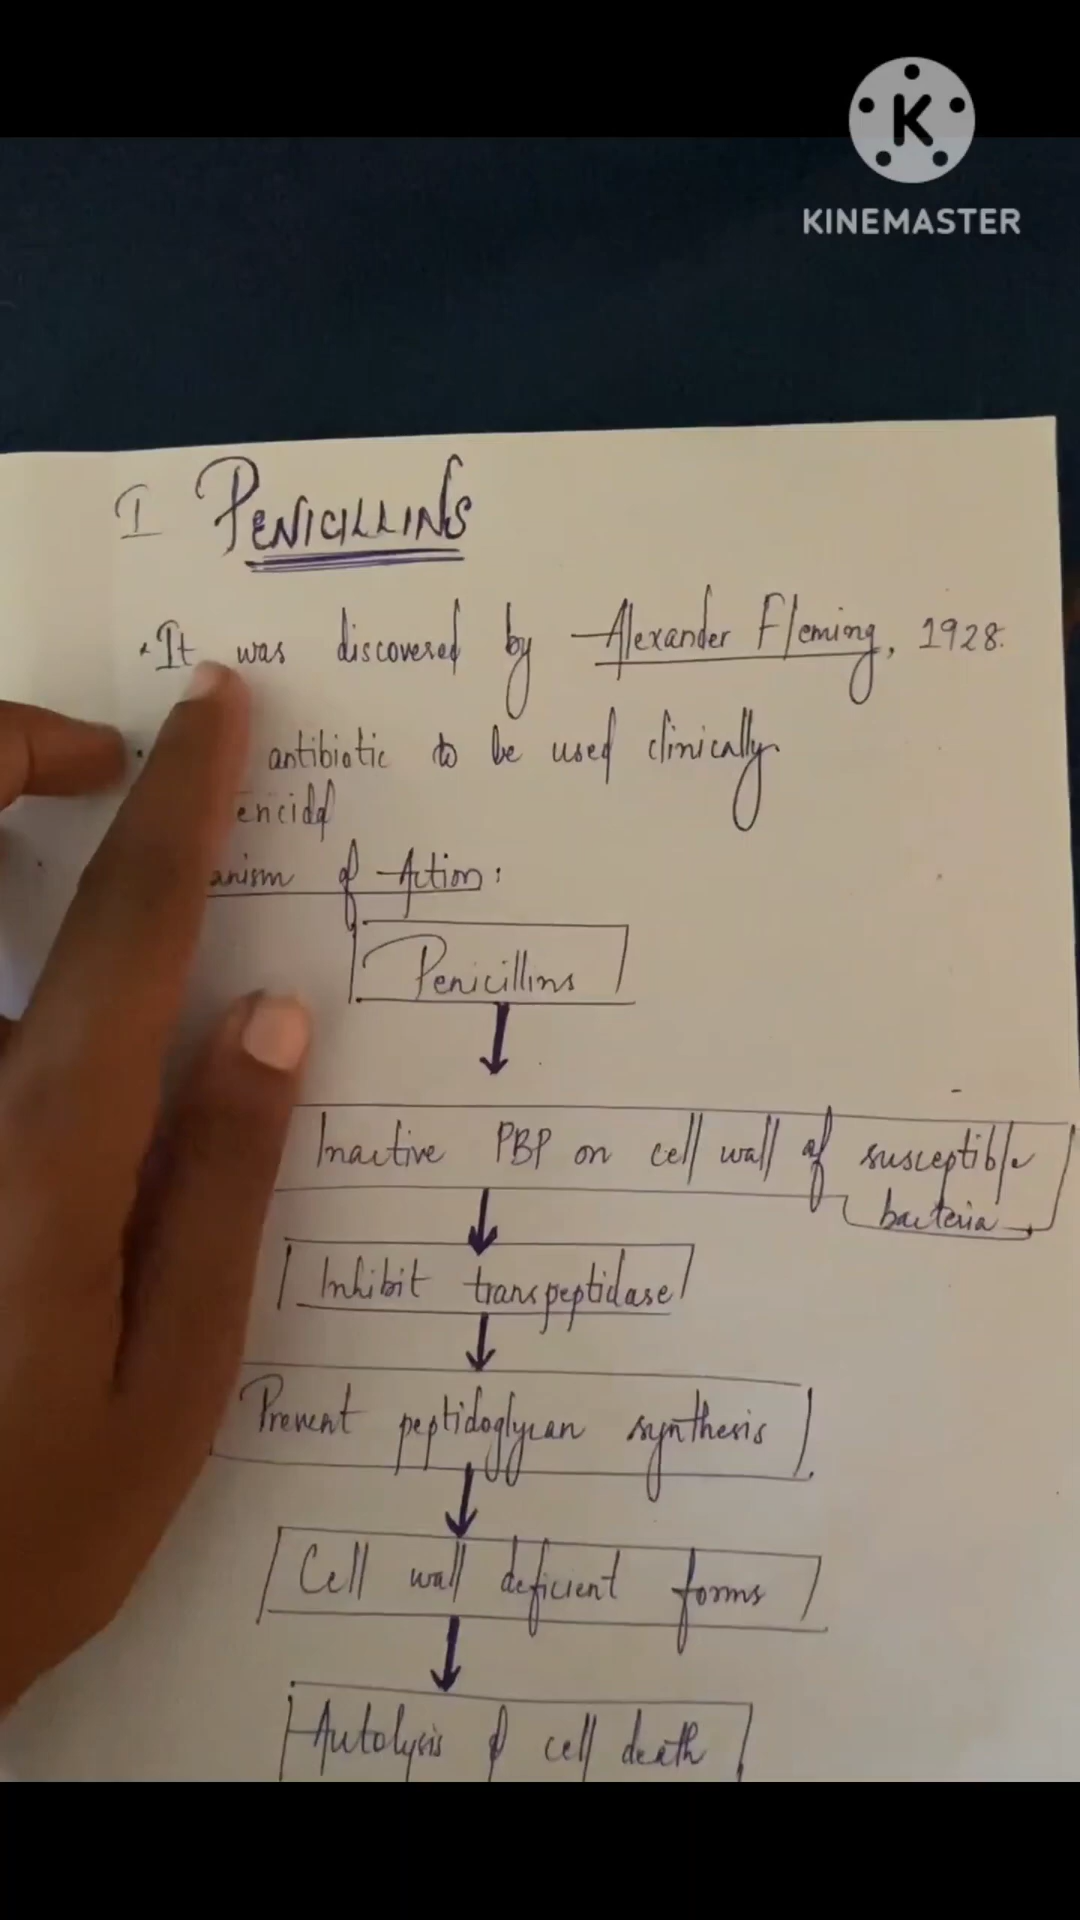 KINEMASTER
I PENICILLINS
It was discovered by Alexander Fleming, 1928.
antibiotic to be used clinically
anism of Action:
Penicillins
Inactive PBP on cell wall of susceptible
bacteria
Inhibit transpeptidase
Prevent peptidoglycan synthesis
Cell wall deficient forms
Autolysis & cell death